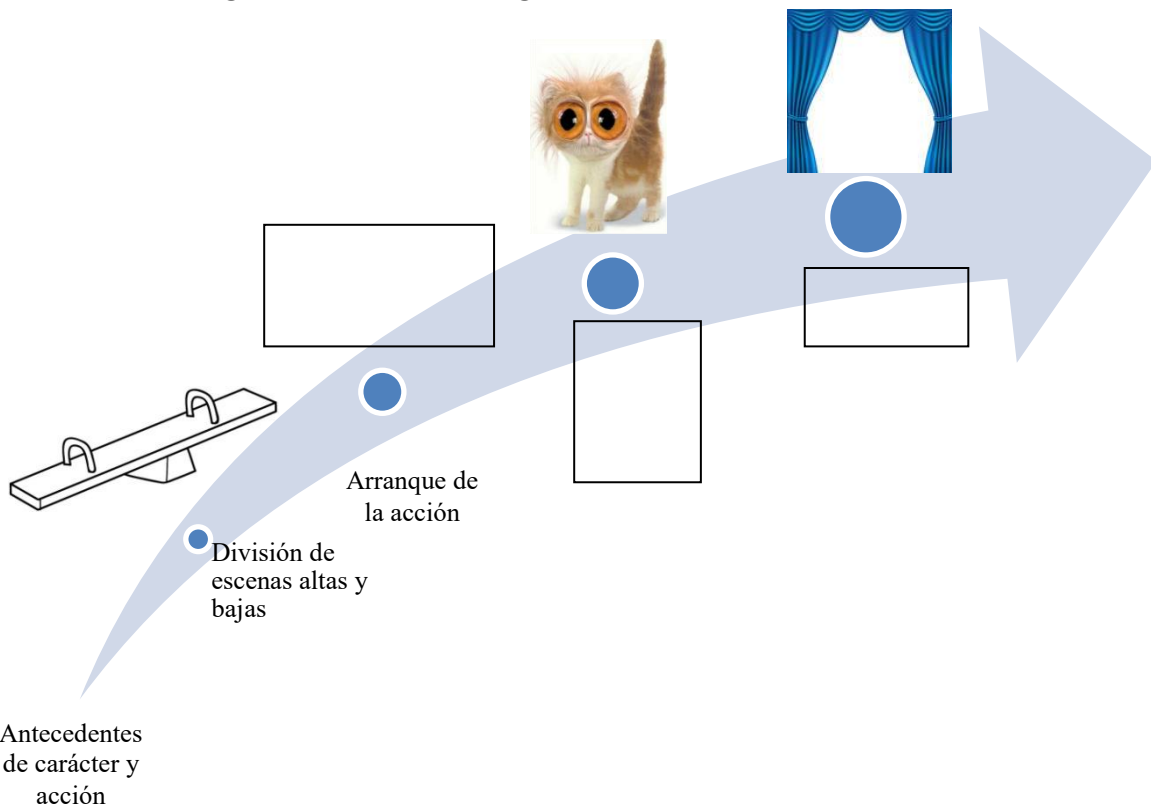 Arranque de
la acción
División de
escenas altas y
bajas
Antecedentes
de carácter y
acción